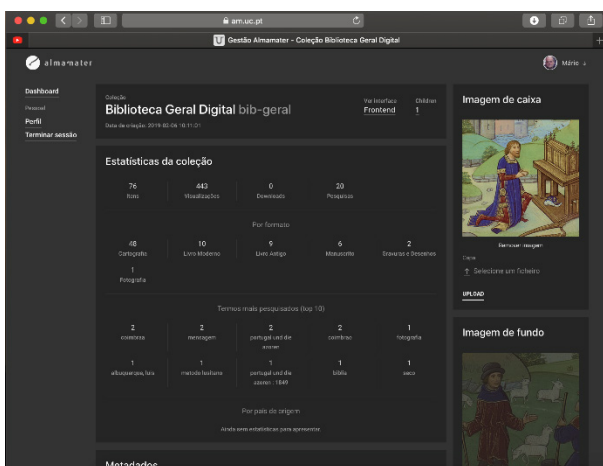 am.uc.pt
Gestão Almamater - Coleção Biblioteca Geral Digital
almamater
Mário
Dashboard
Pessoal
Perfil
Terminar sessão
Coleção
Biblioteca Geral Digital bib-geral
Data de criação: 2019-02-06 10:11:01
Ver Interface
Frontend
Children
1
Estatísticas da coleção
76
Itens
443
Visualizações
0
Downloads
20
Pesquisas
Por formato
48
Cartografia
10
Livro Moderno
9
Livro Antigo
6
Manuscrito
2
Gravuras e Desenhos
1
Fotografia
Termos mais pesquisados (top 10)
2
coimbraa
2
mensagem
2
portugal und die
azoren
2
coimbraz
1
fotografia
1
albuquerque, luis
1
metodo lusitano
1
portugal und die
azoren : 1849
1
biblia
1
saco
Por país de origem
Ainda sem estatísticas para apresentar.
Metadados
Imagem de caixa
Remover imagem
Capa
Selecione um ficheiro
UPLOAD
Imagem de fundo